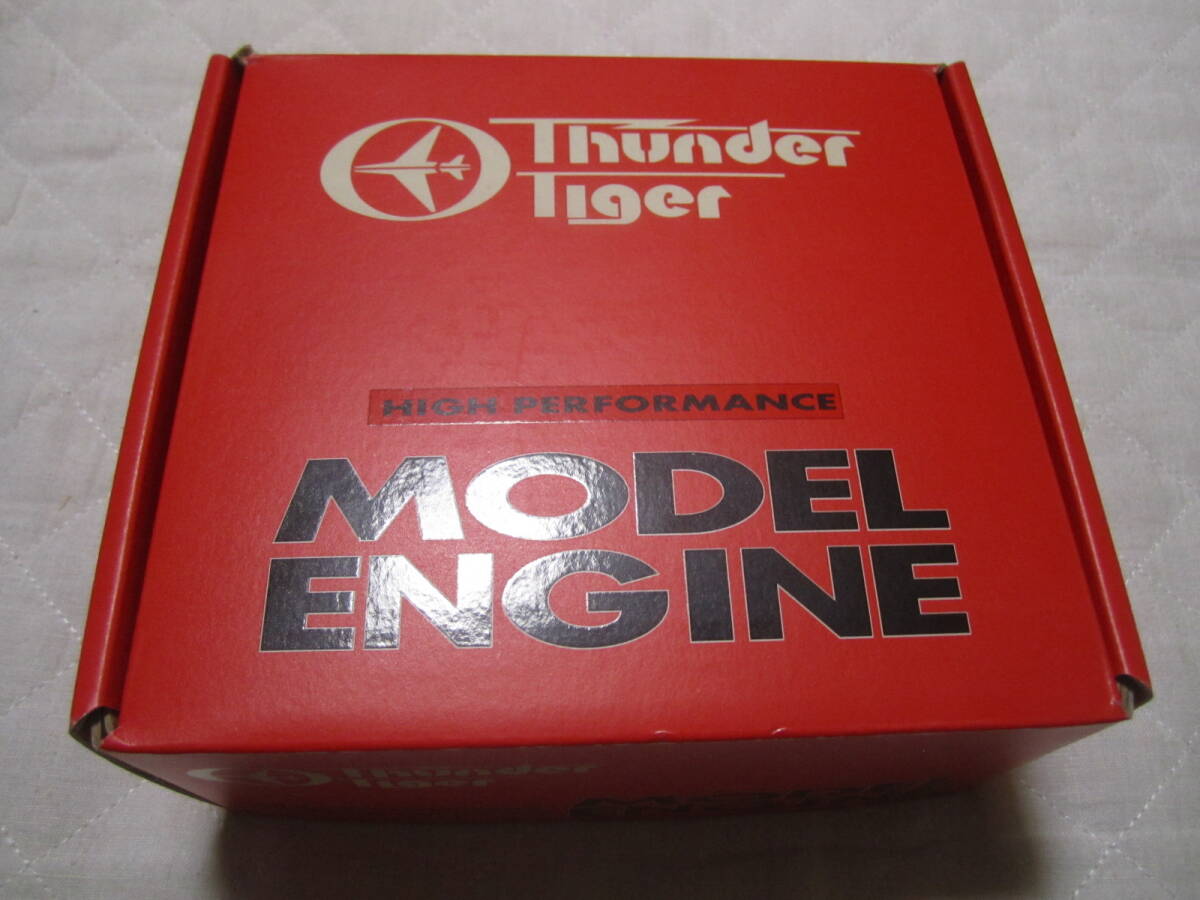 Thunder
Tiger
HIGH PERFORMANCE
MODEL
ENGINE
Thunder
Tiger